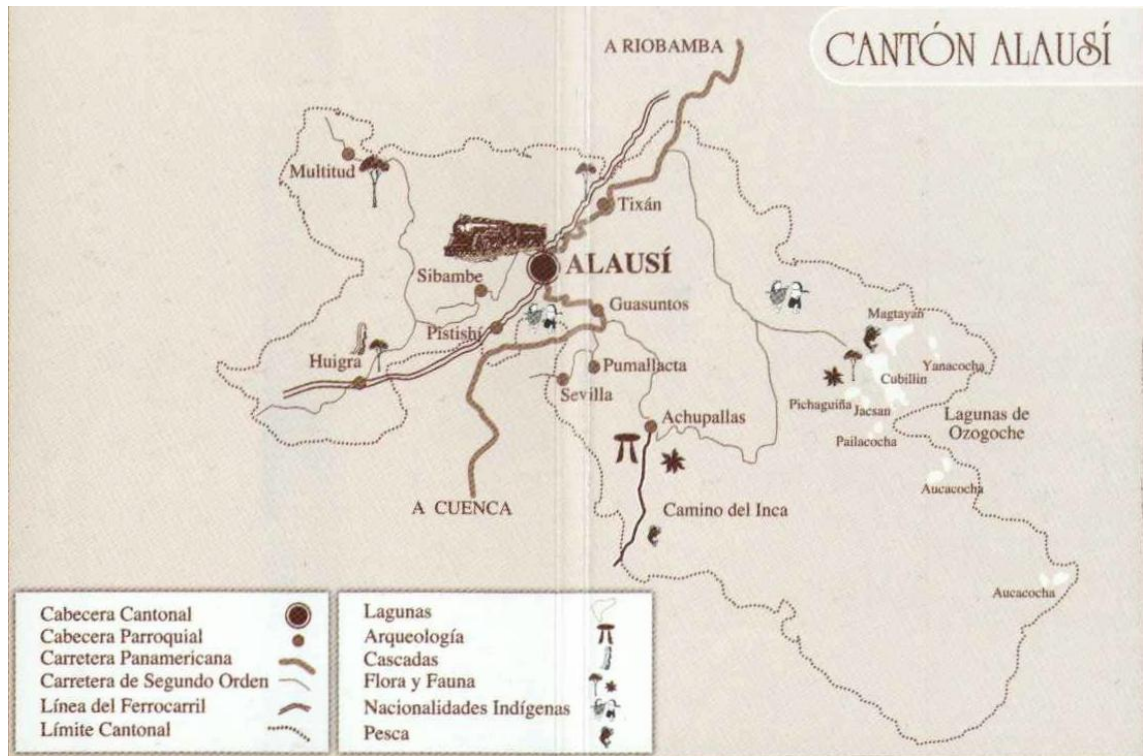 CANTÓN ALAUSÍ
A RIOBAMBA
Multitud
Tixán
ALAUSÍ
Sibambe
Guasuntos
Pistishí
Magtayan
Huigra
Pumallacta
Yanacocha
Cubillín
Sevilla
Pichaguiña
Jacsan
Achupallas
Lagunas de
Ozogoche
Pailacocha
Aucacocha
A CUENCA
Camino del Inca
Aucacocha
Cabecera Cantonal
Cabecera Parroquial
Carretera Panamericana
Carretera de Segundo Orden
Línea del Ferrocarril
Límite Cantonal
Lagunas
Arqueología
Cascadas
Flora y Fauna
Nacionalidades Indígenas
Pesca